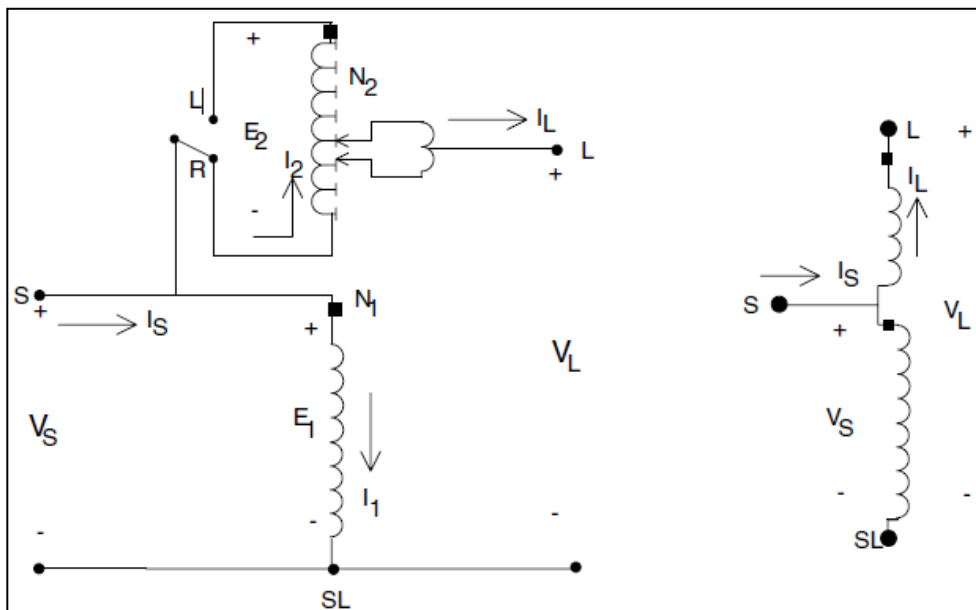 +
N2
L
E2
R
I2
-
IL
L
+
S
+
IS
N1
+
VS
E1
I1
VL
-
-
-
SL
L
+
IL
IS
S
+
VL
VS
-
-
SL